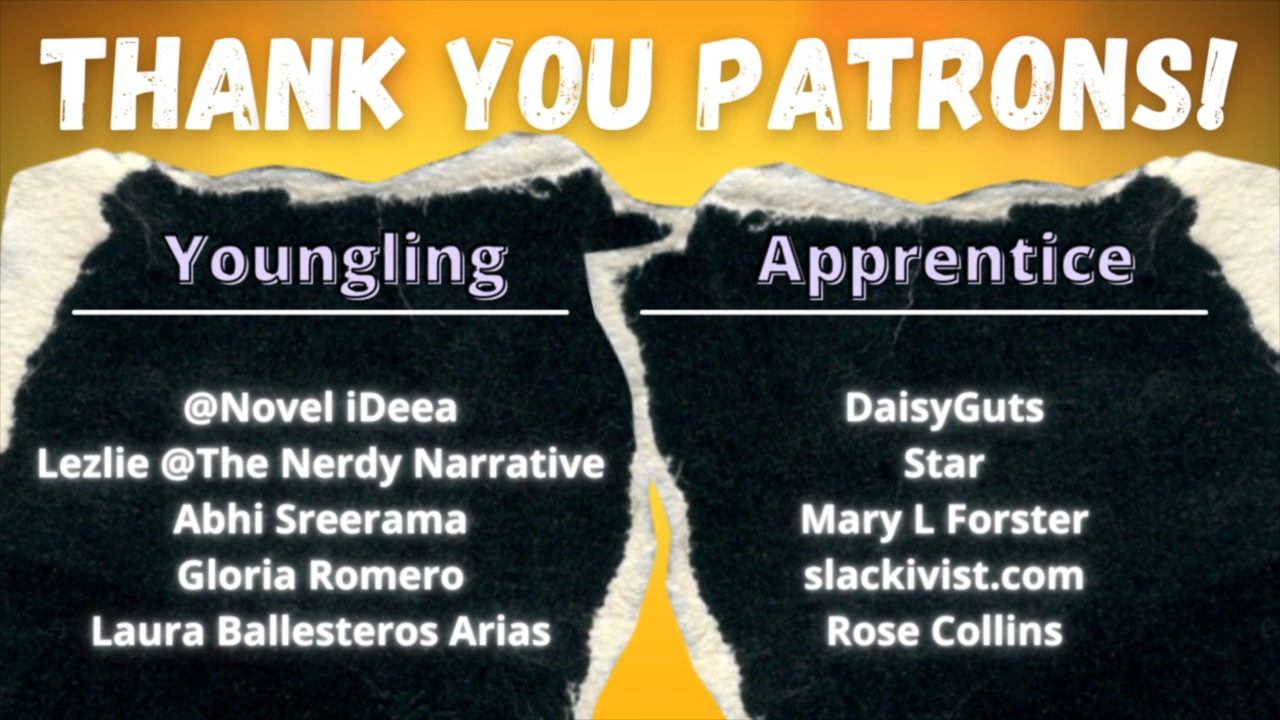 THANK YOU PATRONS!
Youngling
@Novel iDeea
Lezlie @The Nerdy Narrative
Abhi Sreerama
Gloria Romero
Laura Ballesteros Arias
Apprentice
DaisyGuts
Star
Mary L Forster
slackivist.com
Rose Collins